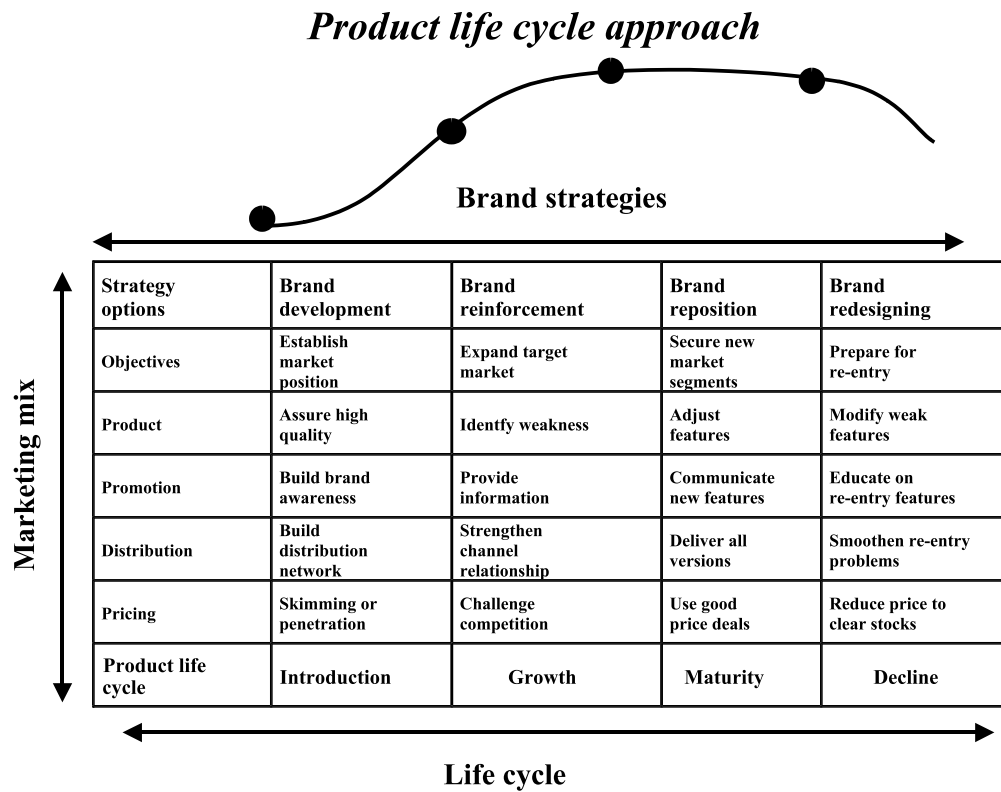 Product life cycle approach
Brand strategies
Strategy
options
Brand
development
Brand
reinforcement
Brand
reposition
Brand
redesigning
Objectives
Establish
market
position
Expand target
market
Secure new
market
segments
Prepare for
re-entry
Product
Assure high
quality
Identfy weakness
Adjust
features
Modify weak
features
Promotion
Build brand
awareness
Provide
information
Communicate
new features
Educate on
re-entry features
Distribution
Build
distribution
network
Strengthen
channel
relationship
Deliver all
versions
Smoothen re-entry
problems
Pricing
Skimming or
penetration
Challenge
competition
Use good
price deals
Reduce price to
clear stocks
Product life
cycle
Introduction
Growth
Maturity
Decline
Marketing mix
Life cycle